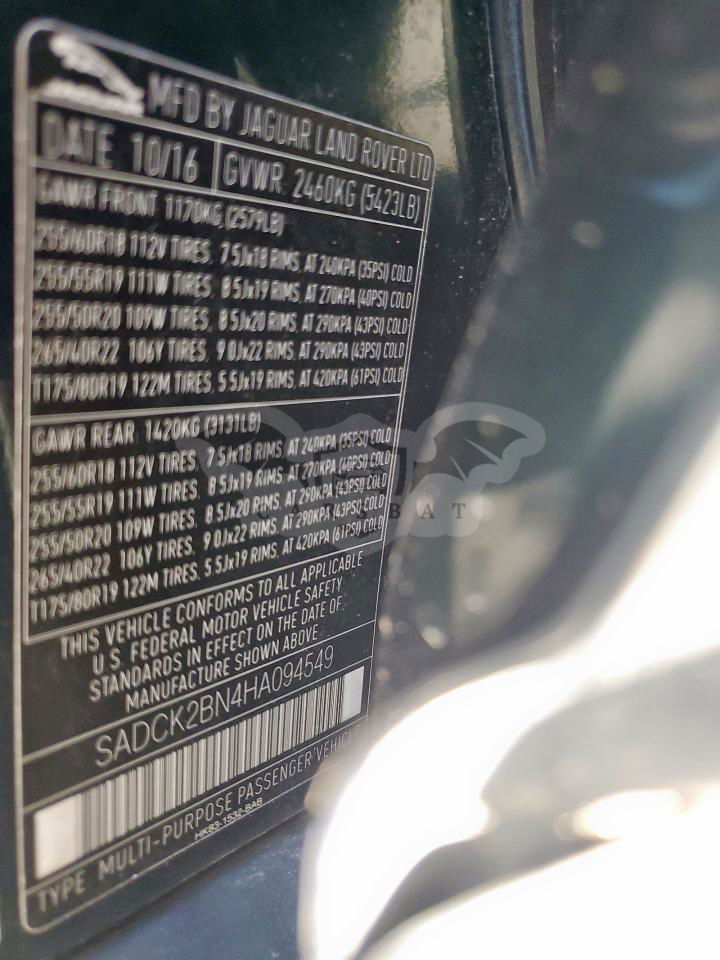 JAGUAR
MFD BY JAGUAR LAND ROVER LTD
DATE 10/16 GVWR 2460KG (5423LB)
GAWR FRONT 1170KG (2579LB)
255/60R18 112V TIRES, 7.5Jx18 RIMS, AT 240KPA (35PSI) COLD
255/55R19 111W TIRES, 8.5Jx19 RIMS, AT 270KPA (40PSI) COLD
255/50R20 109W TIRES, 8.5Jx20 RIMS, AT 290KPA (43PSI) COLD
265/40R22 106Y TIRES, 9.0Jx22 RIMS, AT 290KPA (43PSI) COLD
T175/80R19 122M TIRES, 5.5Jx19 RIMS, AT 420KPA (61PSI) COLD
GAWR REAR 1420KG (3131LB)
255/60R18 112V TIRES, 7.5Jx18 RIMS, AT 240KPA (35PSI) COLD
255/55R19 111W TIRES, 8.5Jx19 RIMS, AT 270KPA (40PSI) COLD
255/50R20 109W TIRES, 8.5Jx20 RIMS, AT 290KPA (43PSI) COLD
265/40R22 106Y TIRES, 9.0Jx22 RIMS, AT 290KPA (43PSI) COLD
T175/80R19 122M TIRES, 5.5Jx19 RIMS, AT 420KPA (61PSI) COLD
THIS VEHICLE CONFORMS TO ALL APPLICABLE
U.S. FEDERAL MOTOR VEHICLE SAFETY
STANDARDS IN EFFECT ON THE DATE OF
MANUFACTURE SHOWN ABOVE
SADCK2BN4HA094549
TYPE MULTI-PURPOSE PASSENGER VEHICLE
HK83-1532-BAB